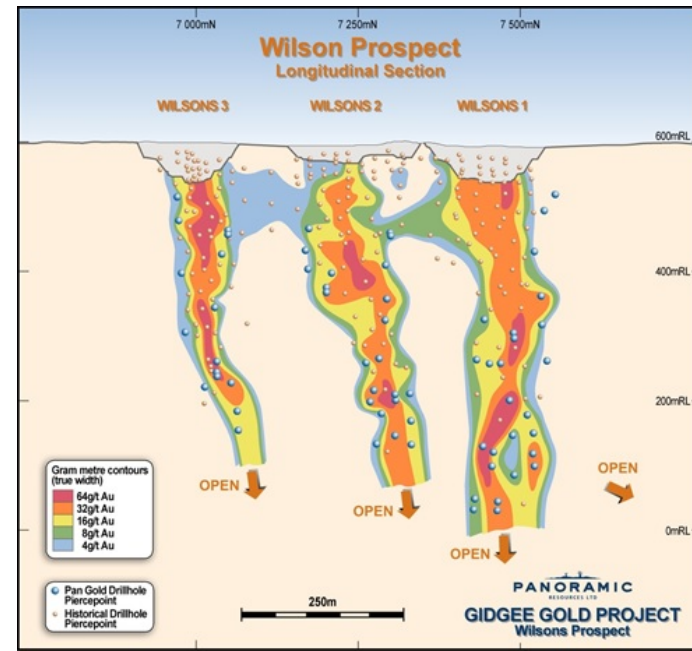 7 000mN 7 250mN 7 500mN
Wilson Prospect
Longitudinal Section
WILSONS 3 WILSONS 2 WILSONS 1
600mRL
400mRL
200mRL
0mRL
OPEN
OPEN
OPEN
OPEN
Gram metre contours
(true width)
64g/t Au
32g/t Au
16g/t Au
8g/t Au
4g/t Au
Pan Gold Drillhole
Piercepoint
Historical Drillhole
Piercepoint
250m
PANORAMIC
RESOURCES LTD
GIDGEE GOLD PROJECT
Wilsons Prospect